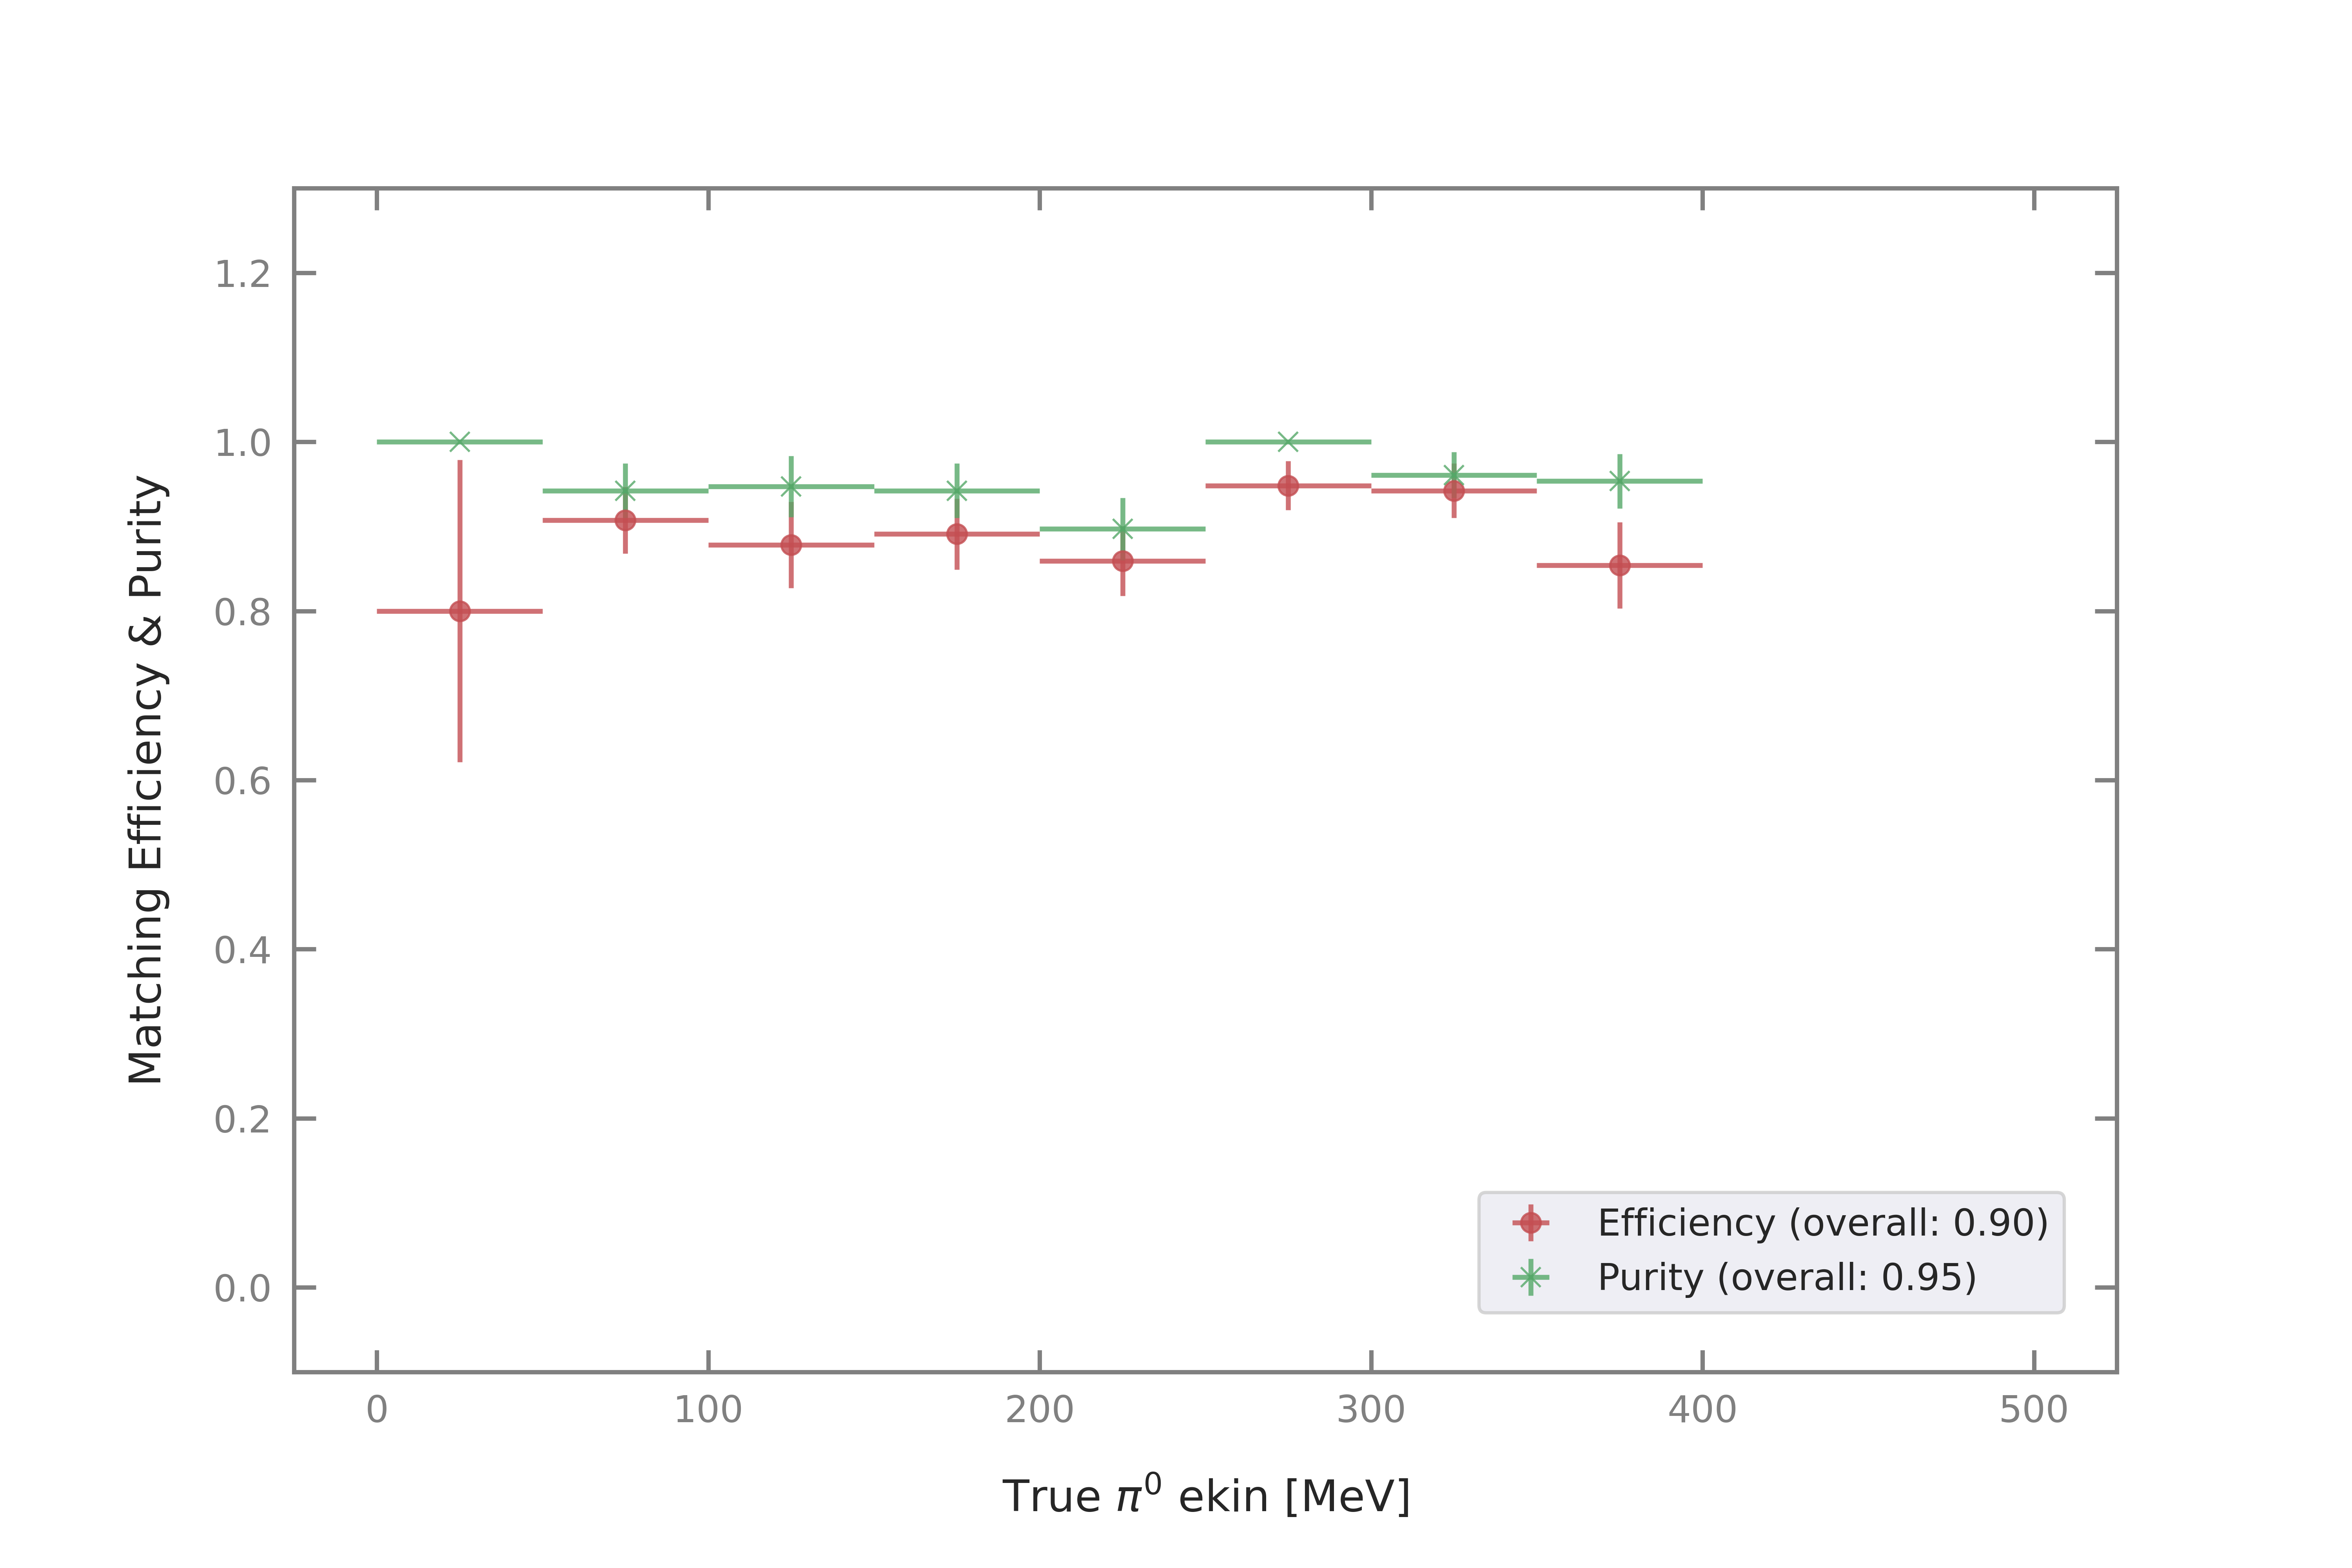 1.2
1.0
0.8
0.6
0.4
0.2
0.0
Matching Efficiency & Purity
Efficiency (overall: 0.90)
Purity (overall: 0.95)
0 100 200 300 400 500
True π⁰ ekin [MeV]